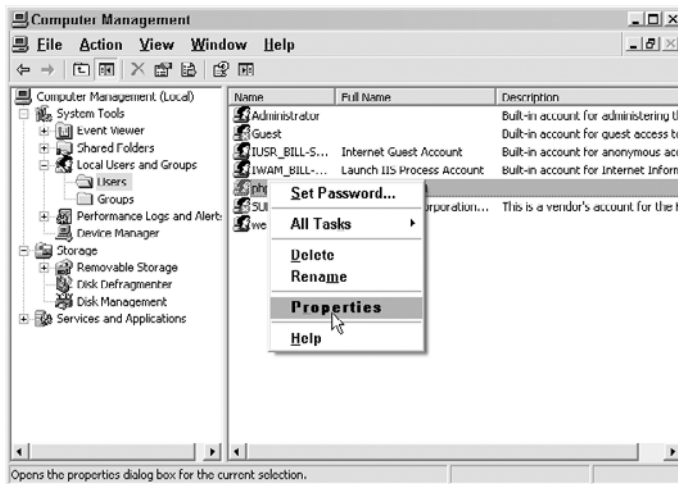 Computer Management
File Action View Window Help
Computer Management (Local)
System Tools
Event Viewer
Shared Folders
Local Users and Groups
Users
Groups
Performance Logs and Alerts
Device Manager
Storage
Removable Storage
Disk Defragmenter
Disk Management
Services and Applications
Name Full Name Description
Administrator Built-in account for administering
Guest Built-in account for guest access to
IUSR_BILL-S... Internet Guest Account Built-in account for anonymous
IWAM_BILL-... Launch IIS Process Account Built-in account for Internet
php
This is a vendor's account for the
we
Set Password...
All Tasks
Delete
Rename
Properties
Help
Opens the properties dialog box for the current selection.